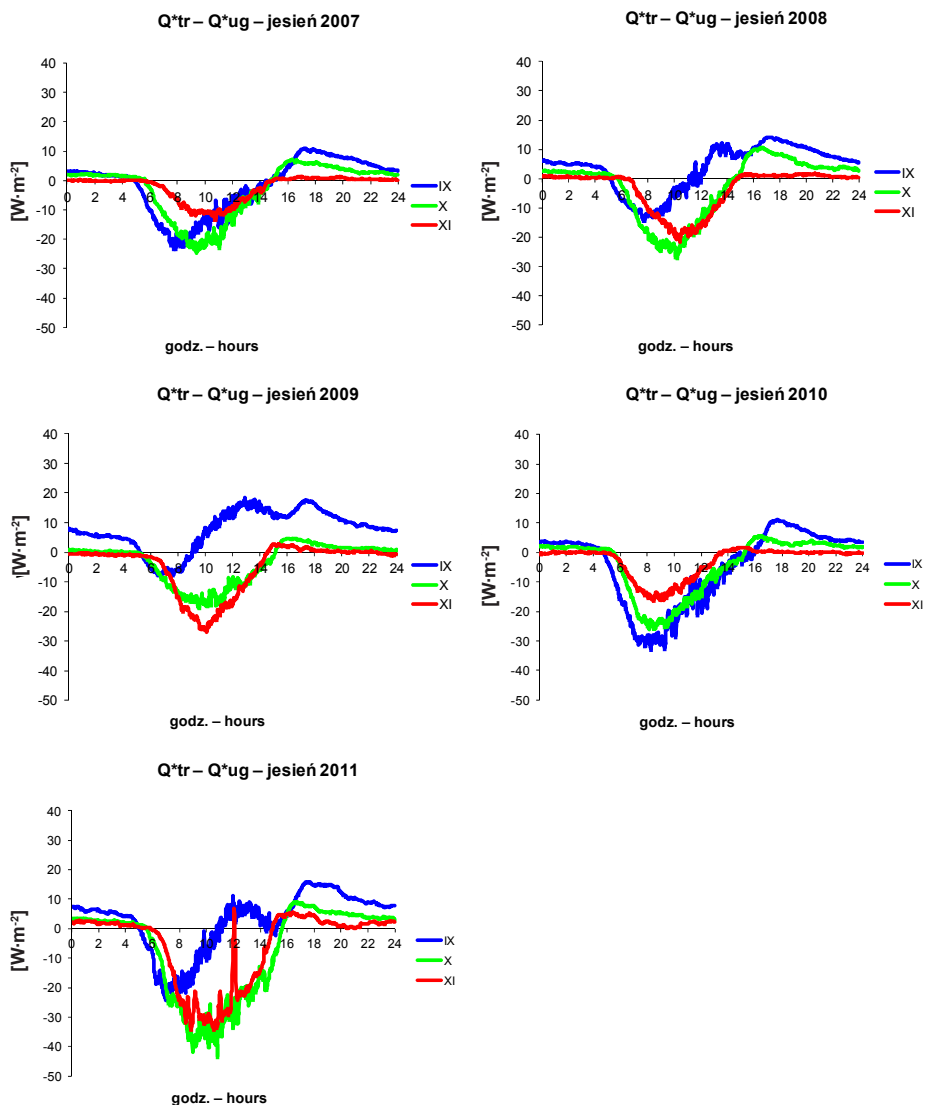 Q*tr – Q*ug – jesień 2007
40
30
20
10
0
-10
-20
-30
-40
-50
0 2 4 6 8 10 12 14 16 18 20 22 24
[W·m-2]
IX
X
XI
godz. – hours
Q*tr – Q*ug – jesień 2008
40
30
20
10
0
-10
-20
-30
-40
-50
0 2 4 6 8 10 12 14 16 18 20 22 24
[W·m-2]
IX
X
XI
godz. – hours
Q*tr – Q*ug – jesień 2009
40
30
20
10
0
-10
-20
-30
-40
-50
0 2 4 6 8 10 12 14 16 18 20 22 24
[W·m-2]
IX
X
XI
godz. – hours
Q*tr – Q*ug – jesień 2010
40
30
20
10
0
-10
-20
-30
-40
-50
0 2 4 6 8 10 12 14 16 18 20 22 24
[W·m-2]
IX
X
XI
godz. – hours
Q*tr – Q*ug – jesień 2011
40
30
20
10
0
-10
-20
-30
-40
-50
0 2 4 6 8 10 12 14 16 18 20 22 24
[W·m-2]
IX
X
XI
godz. – hours